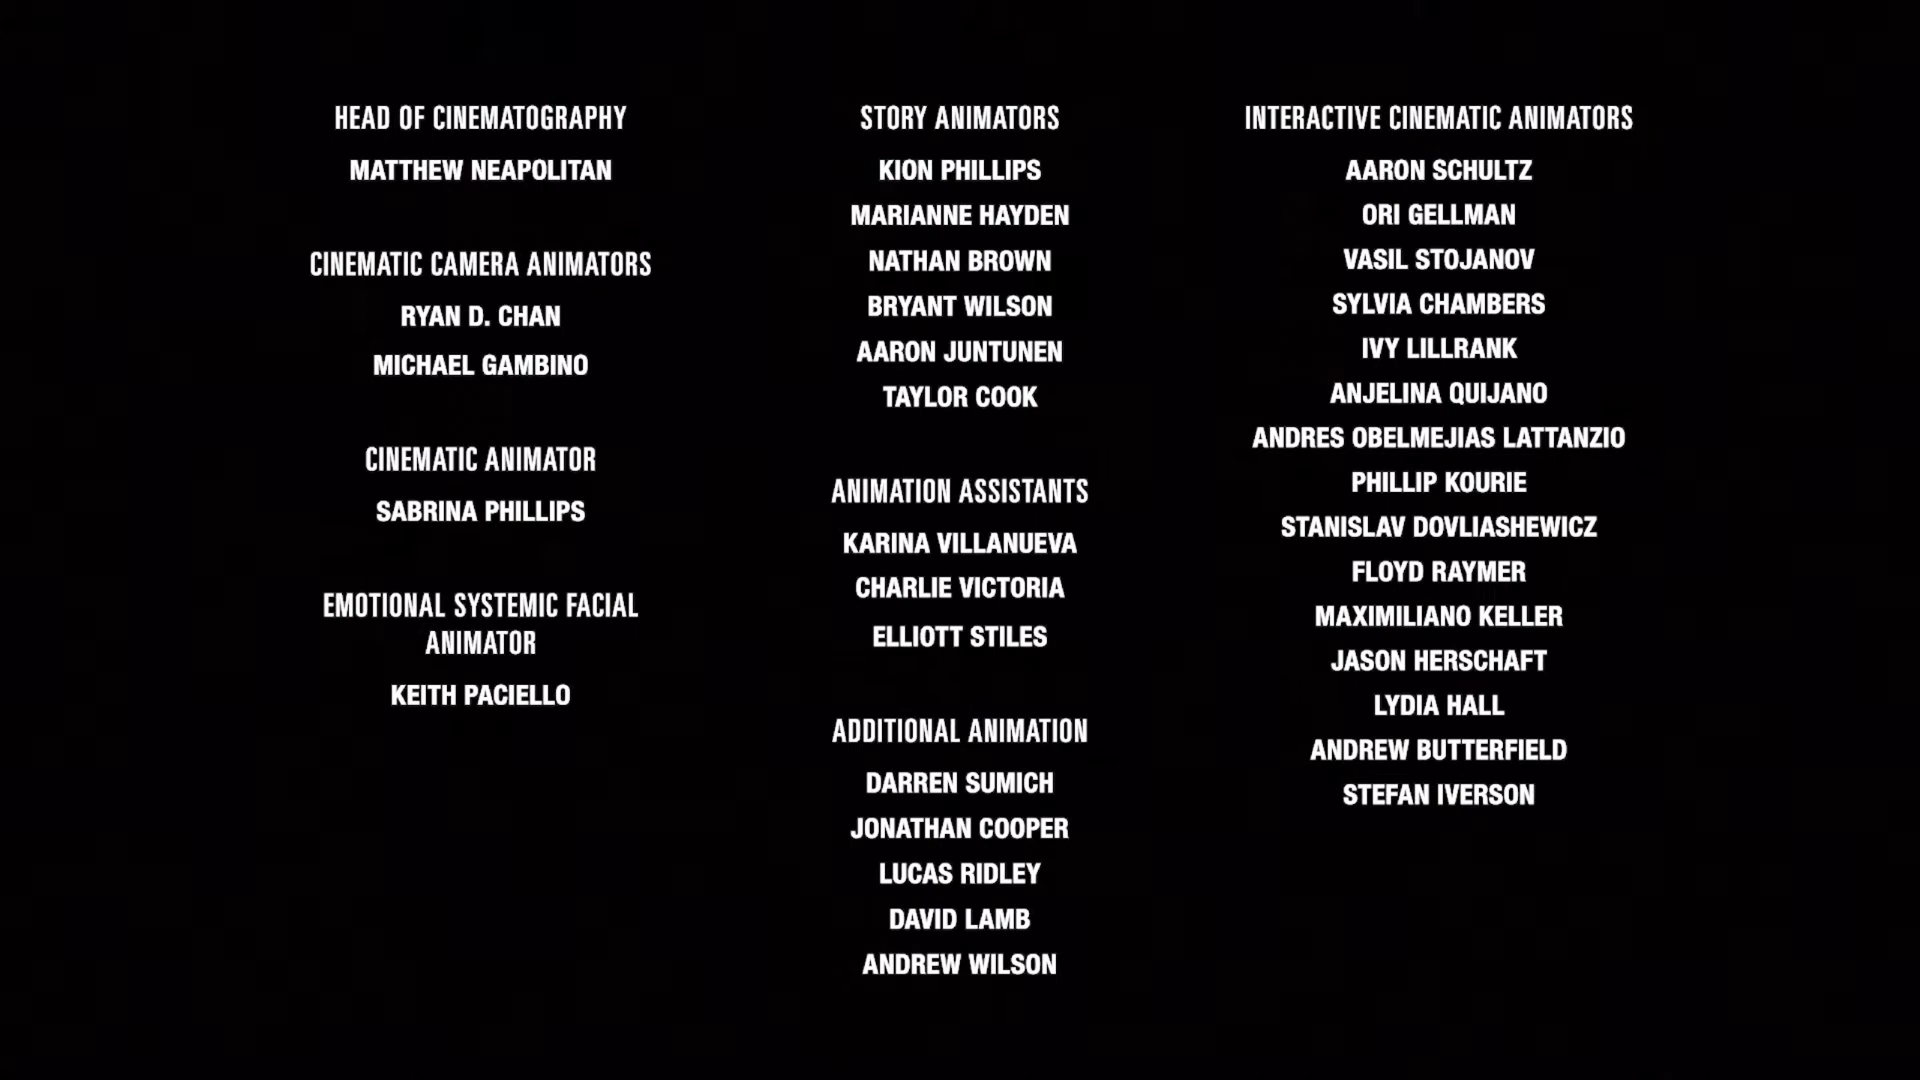 HEAD OF CINEMATOGRAPHY
MATTHEW NEAPOLITAN
CINEMATIC CAMERA ANIMATORS
RYAN D. CHAN
MICHAEL GAMBINO
CINEMATIC ANIMATOR
SABRINA PHILLIPS
EMOTIONAL SYSTEMIC FACIAL
ANIMATOR
KEITH PACIELLO
STORY ANIMATORS
KION PHILLIPS
MARIANNE HAYDEN
NATHAN BROWN
BRYANT WILSON
AARON JUNTUNEN
TAYLOR COOK
ANIMATION ASSISTANTS
KARINA VILLANUEVA
CHARLIE VICTORIA
ELLIOTT STILES
ADDITIONAL ANIMATION
DARREN SUMICH
JONATHAN COOPER
LUCAS RIDLEY
DAVID LAMB
ANDREW WILSON
INTERACTIVE CINEMATIC ANIMATORS
AARON SCHULTZ
ORI GELLMAN
VASIL STOJANOV
SYLVIA CHAMBERS
IVY LILLRANK
ANJELINA QUIJANO
ANDRES OBELMEJIAS LATTANZIO
PHILLIP KOURIE
STANISLAV DOVLIASHEWICZ
FLOYD RAYMER
MAXIMILIANO KELLER
JASON HERSCHAFT
LYDIA HALL
ANDREW BUTTERFIELD
STEFAN IVERSON